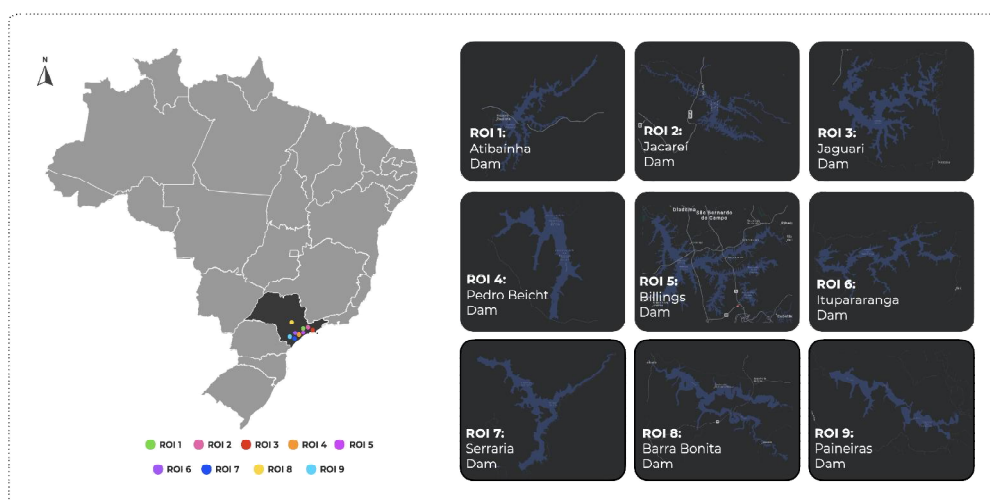 N
ROI 1:
Atibainha
Dam
ROI 2:
Jacareí
Dam
ROI 3:
Jaguari
Dam
ROI 4:
Pedro Beicht
Dam
Diadema
São Bernardo
do Campo
ROI 5:
Billings
Dam
ROI 6:
Itupararanga
Dam
ROI 7:
Serraria
Dam
ROI 8:
Barra Bonita
Dam
ROI 9:
Paineiras
Dam
ROI 1 ROI 2 ROI 3 ROI 4 ROI 5
ROI 6 ROI 7 ROI 8 ROI 9